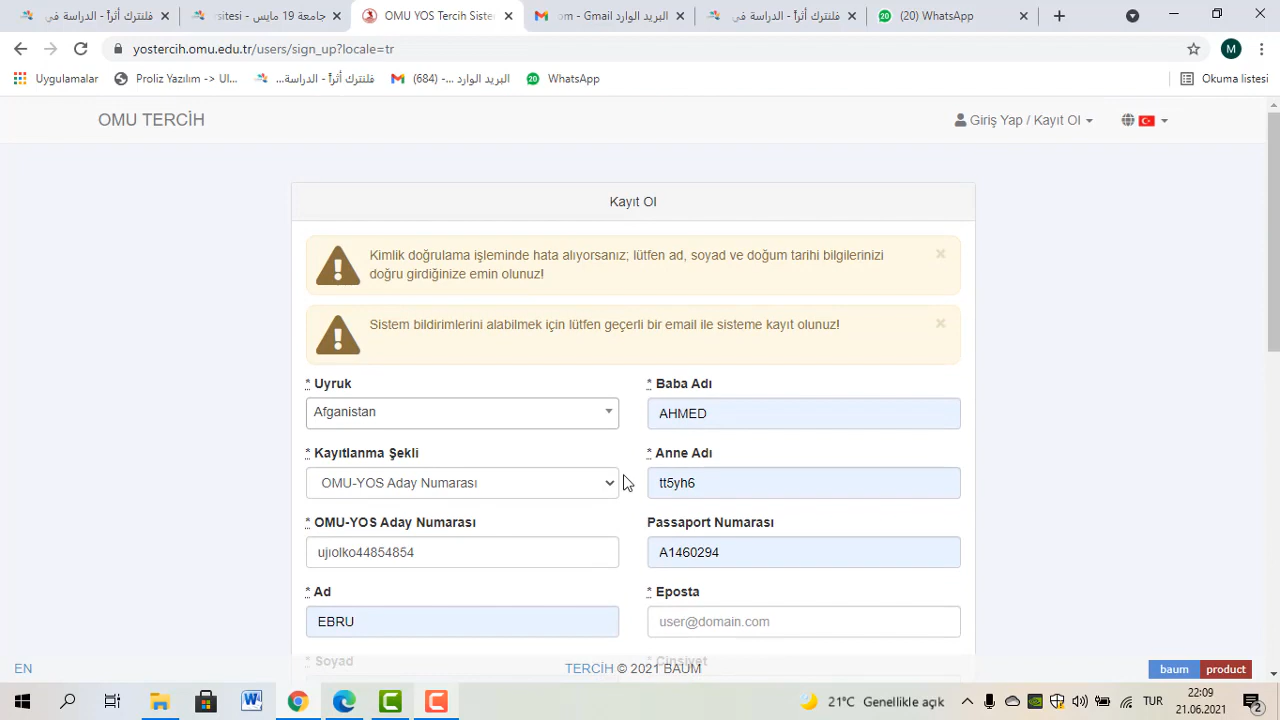 فلنترك أثراً - الدراسة في
جامعة 19 مايس - sitesi
OMU YOS Tercih Siste
البريد الوارد - om - Gmail
فلنترك أثراً - الدراسة في
(20) WhatsApp
yostercih.omu.edu.tr/users/sign_up?locale=tr
M
Uygulamalar
Proliz Yazılım -> Ul...
فلنترك أثراً - الدراسة...
البريد الوارد - (684)...
20 WhatsApp
Okuma listesi
OMU TERCİH
Giriş Yap / Kayıt Ol
Kayıt Ol
Kimlik doğrulama işleminde hata alıyorsanız; lütfen ad, soyad ve doğum tarihi bilgilerinizi
doğru girdiğinize emin olunuz!
Sistem bildirimlerini alabilmek için lütfen geçerli bir email ile sisteme kayıt olunuz!
* Uyruk
Afganistan
* Baba Adı
AHMED
* Kayıtlanma Şekli
OMU-YOS Aday Numarası
* Anne Adı
tt5yh6
* OMU-YOS Aday Numarası
ujıolko44854854
Passaport Numarası
A1460294
* Ad
EBRU
* Eposta
user@domain.com
* Soyad
* Cinsiyet
EN
TERCİH © 2021 BAUM
baum product
21°C Genellikle açık
TUR
22:09
21.06.2021
2